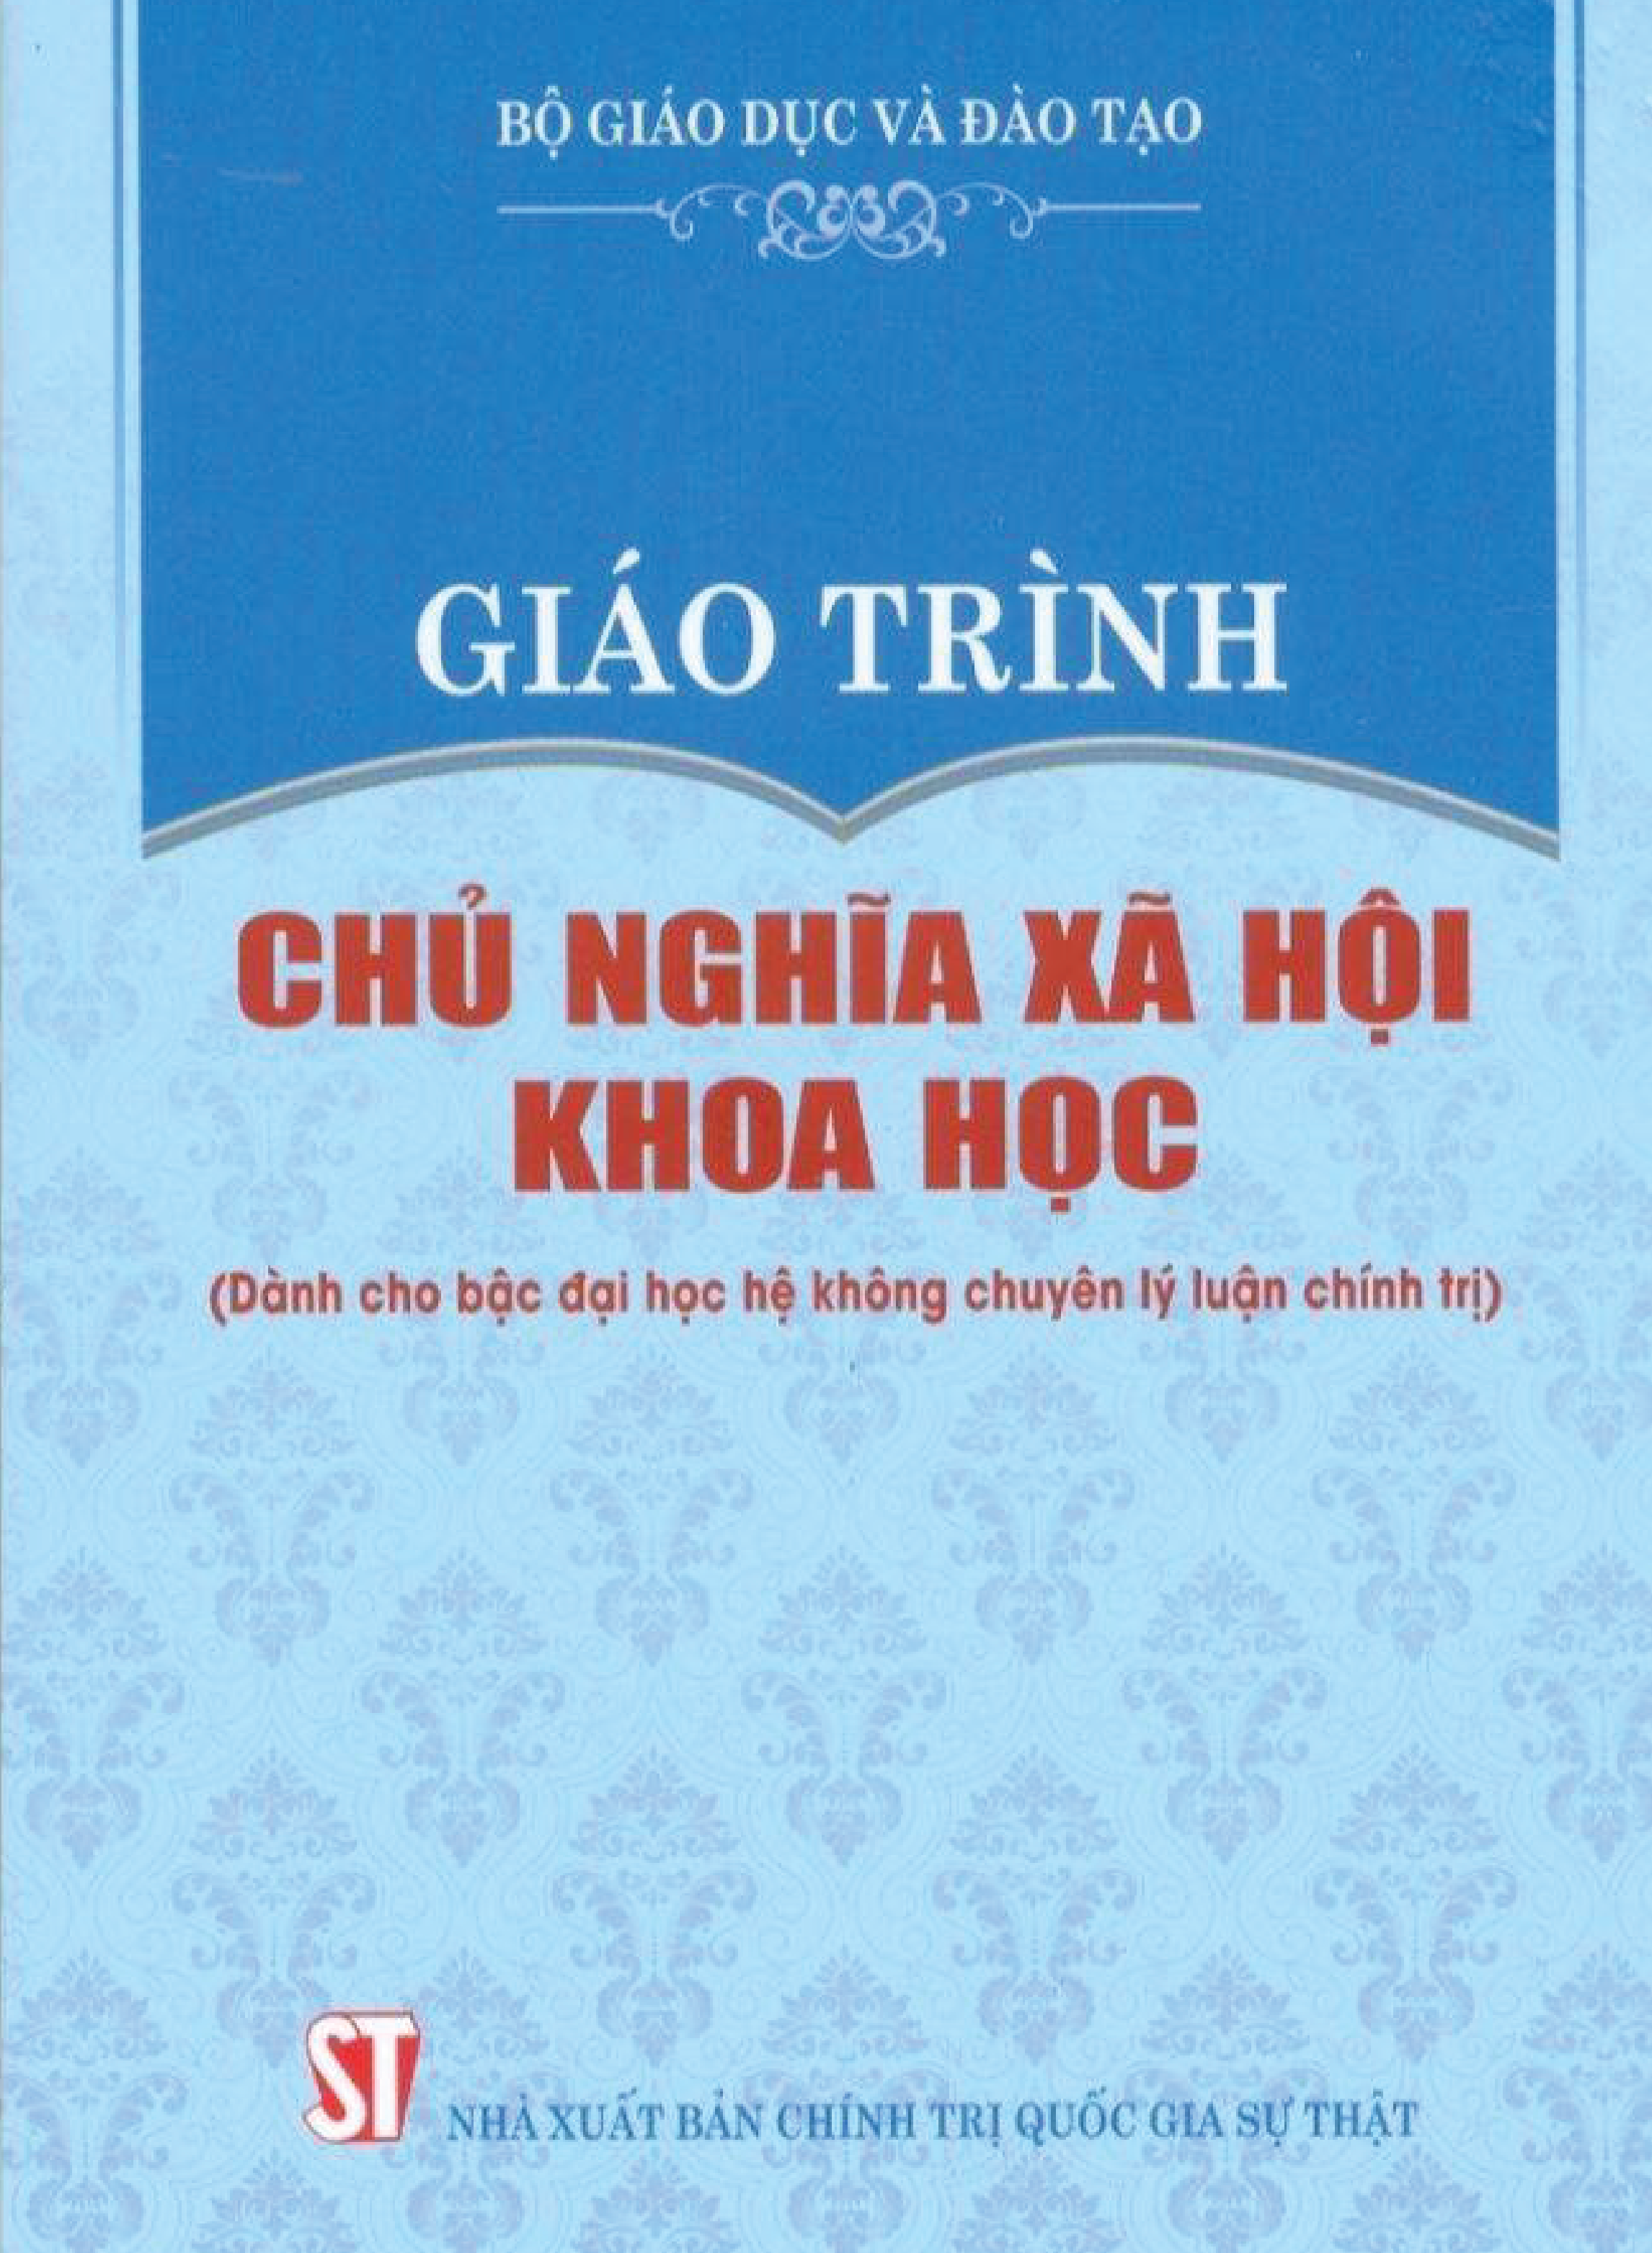 BỘ GIÁO DỤC VÀ ĐÀO TẠO
GIÁO TRÌNH
CHỦ NGHĨA XÃ HỘI
KHOA HỌC
(Dành cho bậc đại học hệ không chuyên lý luận chính trị)
ST
NHÀ XUẤT BẢN CHÍNH TRỊ QUỐC GIA SỰ THẬT